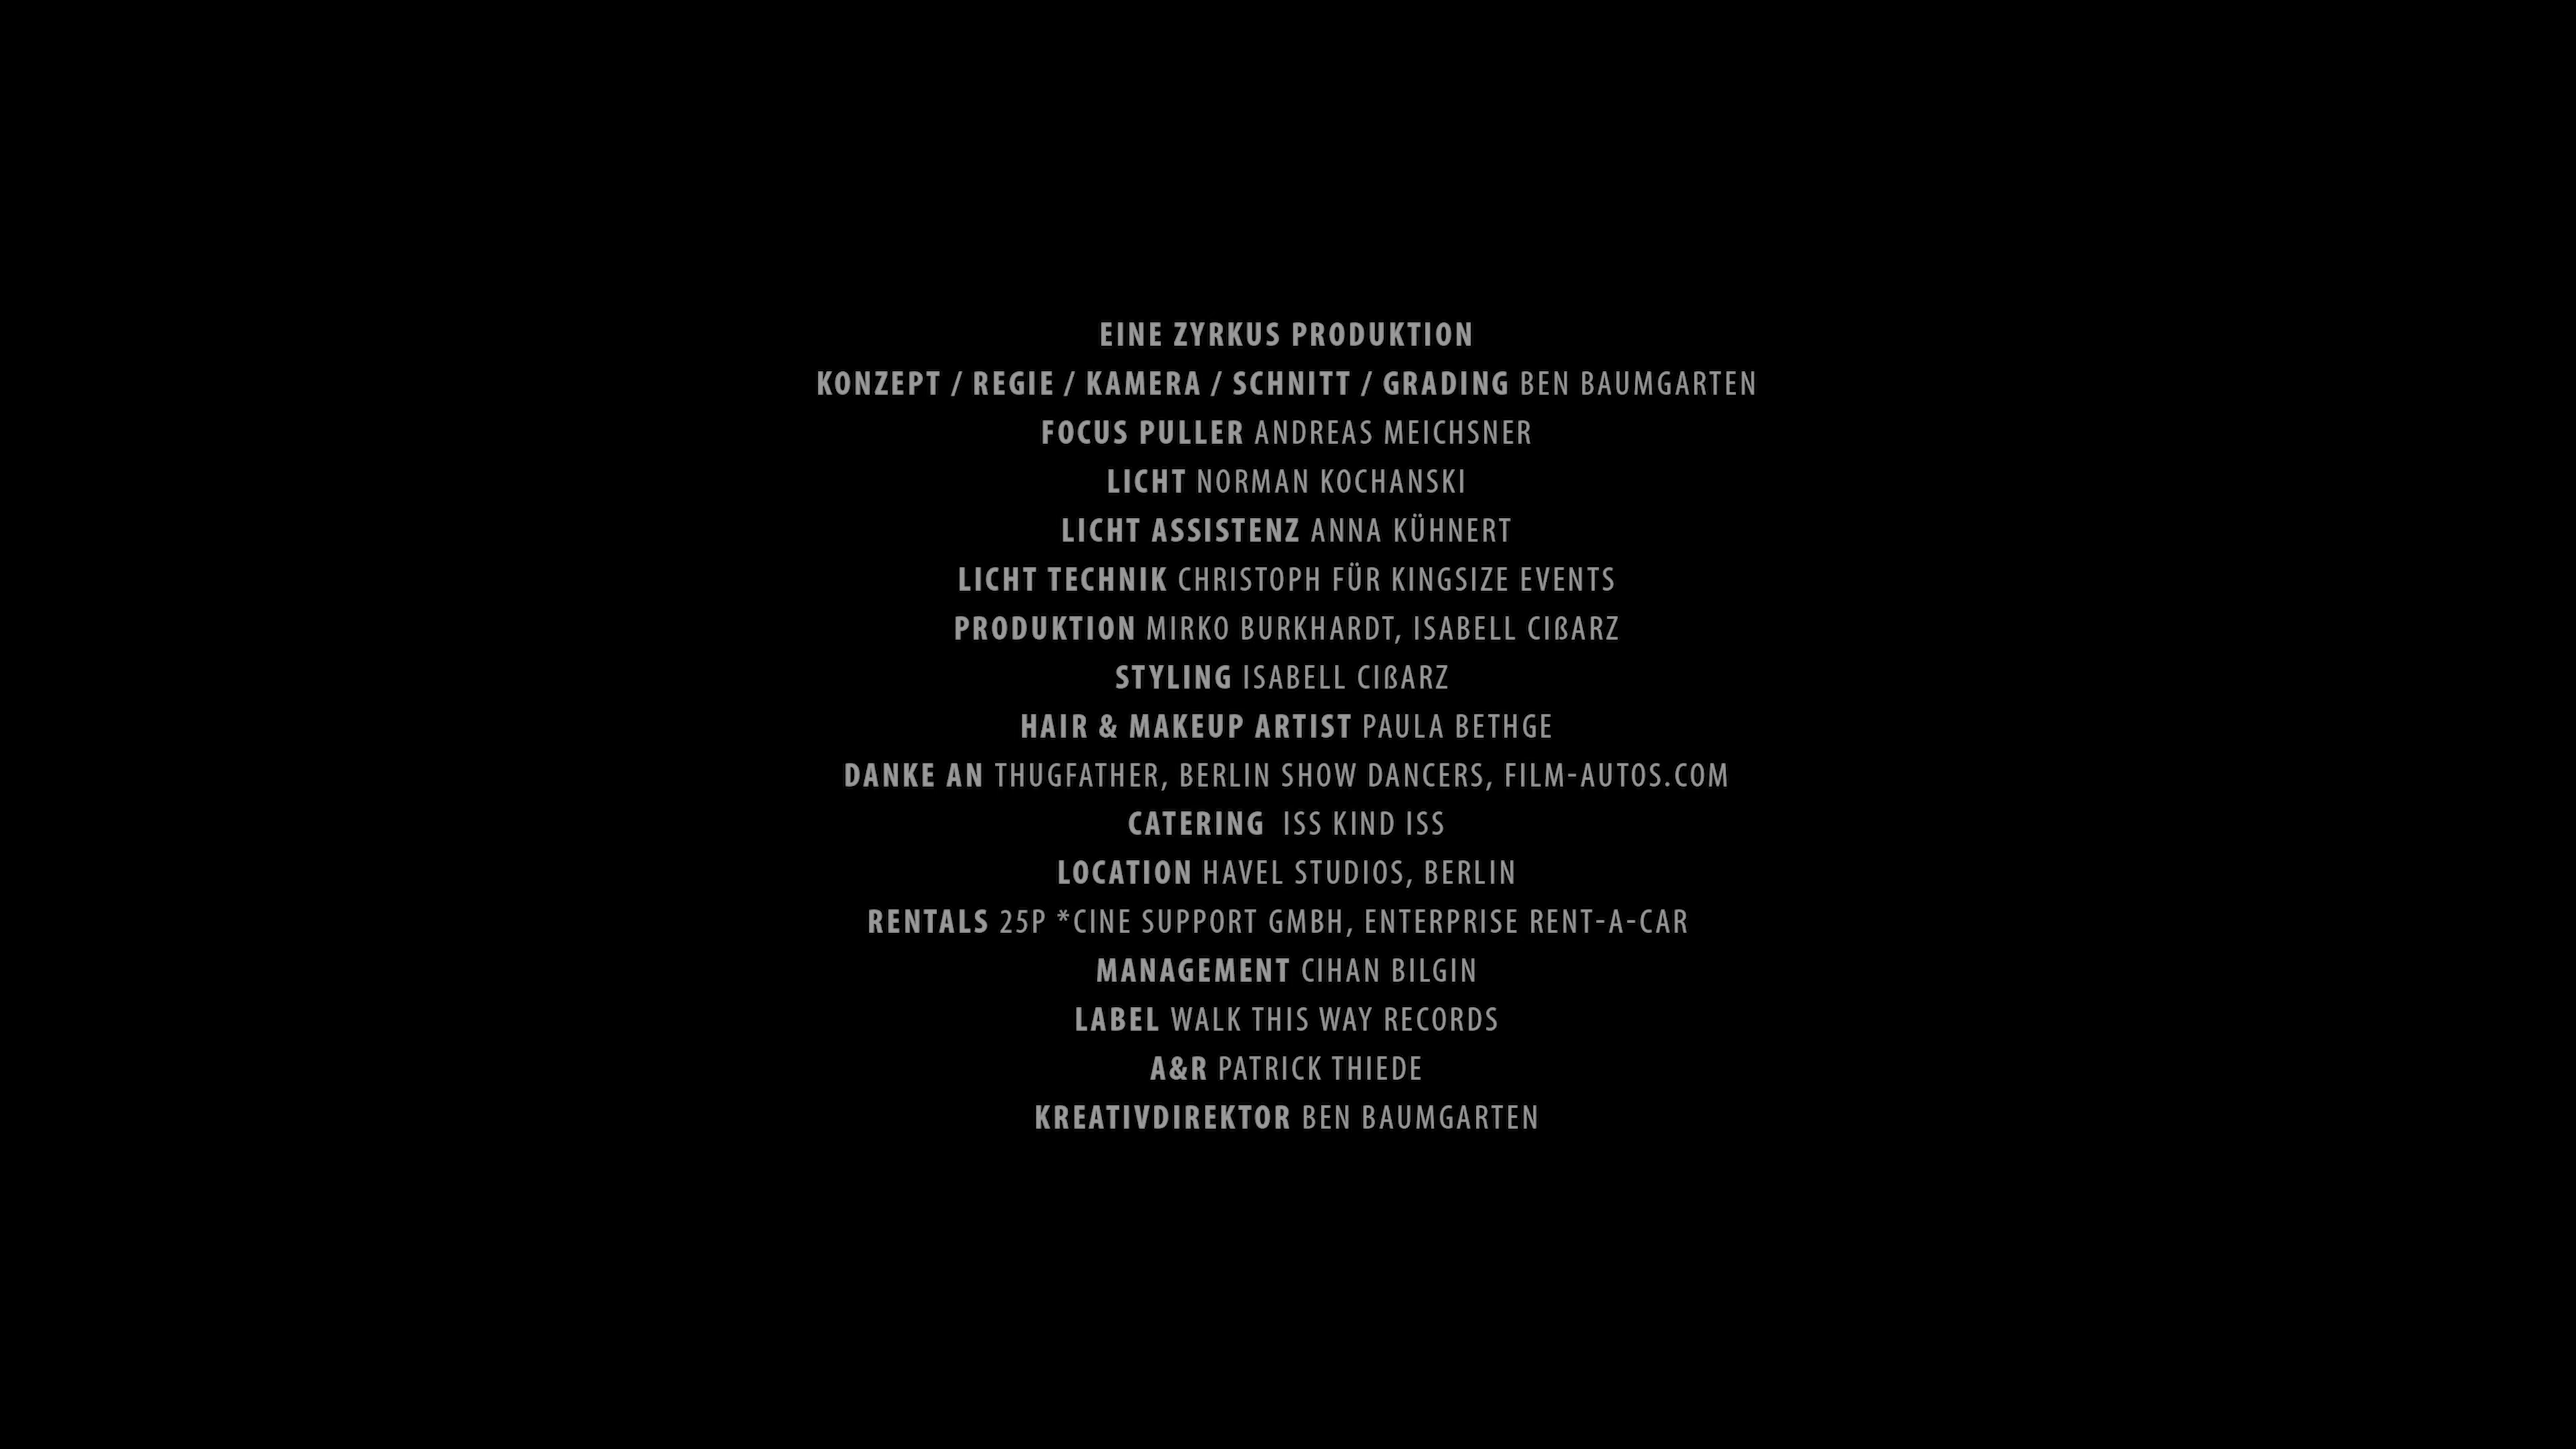 EINE ZYRKUS PRODUKTION
KONZEPT / REGIE / KAMERA / SCHNITT / GRADING BEN BAUMGARTEN
FOCUS PULLER ANDREAS MEICHSNER
LICHT NORMAN KOCHANSKI
LICHT ASSISTENZ ANNA KÜHNERT
LICHT TECHNIK CHRISTOPH FÜR KINGSIZE EVENTS
PRODUKTION MIRKO BURKHARDT, ISABELL CIßARZ
STYLING ISABELL CIßARZ
HAIR & MAKEUP ARTIST PAULA BETHGE
DANKE AN THUGFATHER, BERLIN SHOW DANCERS, FILM-AUTOS.COM
CATERING ISS KIND ISS
LOCATION HAVEL STUDIOS, BERLIN
RENTALS 25P *CINE SUPPORT GMBH, ENTERPRISE RENT-A-CAR
MANAGEMENT CIHAN BILGIN
LABEL WALK THIS WAY RECORDS
A&R PATRICK THIEDE
KREATIVDIREKTOR BEN BAUMGARTEN